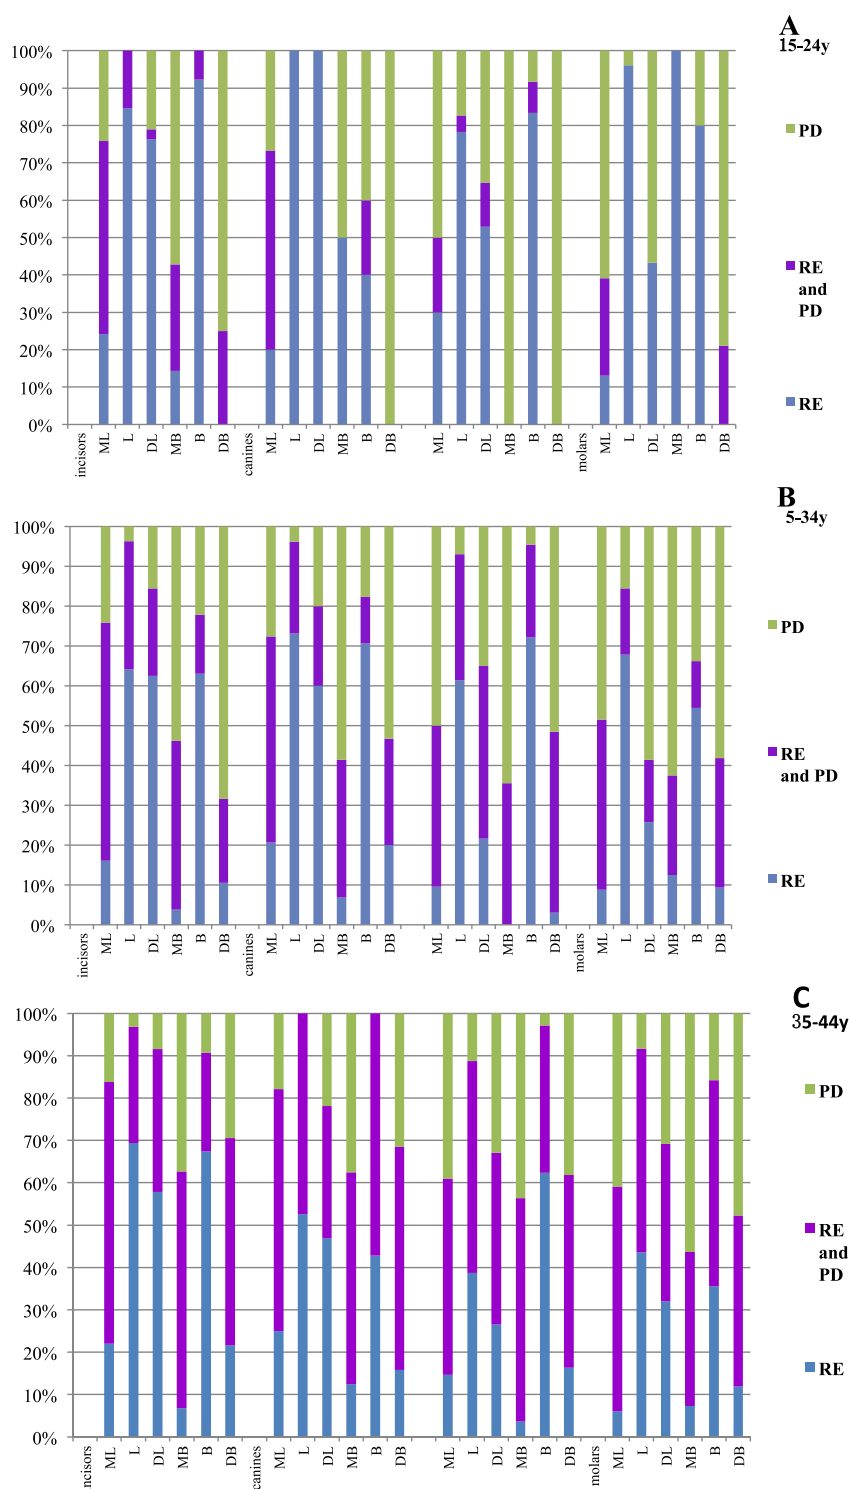 A
15-24y
100%
90%
80%
70%
60%
50%
40%
30%
20%
10%
0%
incisors ML L DL MB B DB canines ML L DL MB B DB ML L DL MB B DB molars ML L DL MB B DB
PD
RE
and
PD
RE
B
5-34y
100%
90%
80%
70%
60%
50%
40%
30%
20%
10%
0%
incisors ML L DL MB B DB canines ML L DL MB B DB ML L DL MB B DB molars ML L DL MB B DB
PD
RE
and PD
RE
C
35-44y
100%
90%
80%
70%
60%
50%
40%
30%
20%
10%
0%
ncisors ML L DL MB B DB canines ML L DL MB B DB ML L DL MB B DB molars ML L DL MB B DB
PD
RE
and
PD
RE